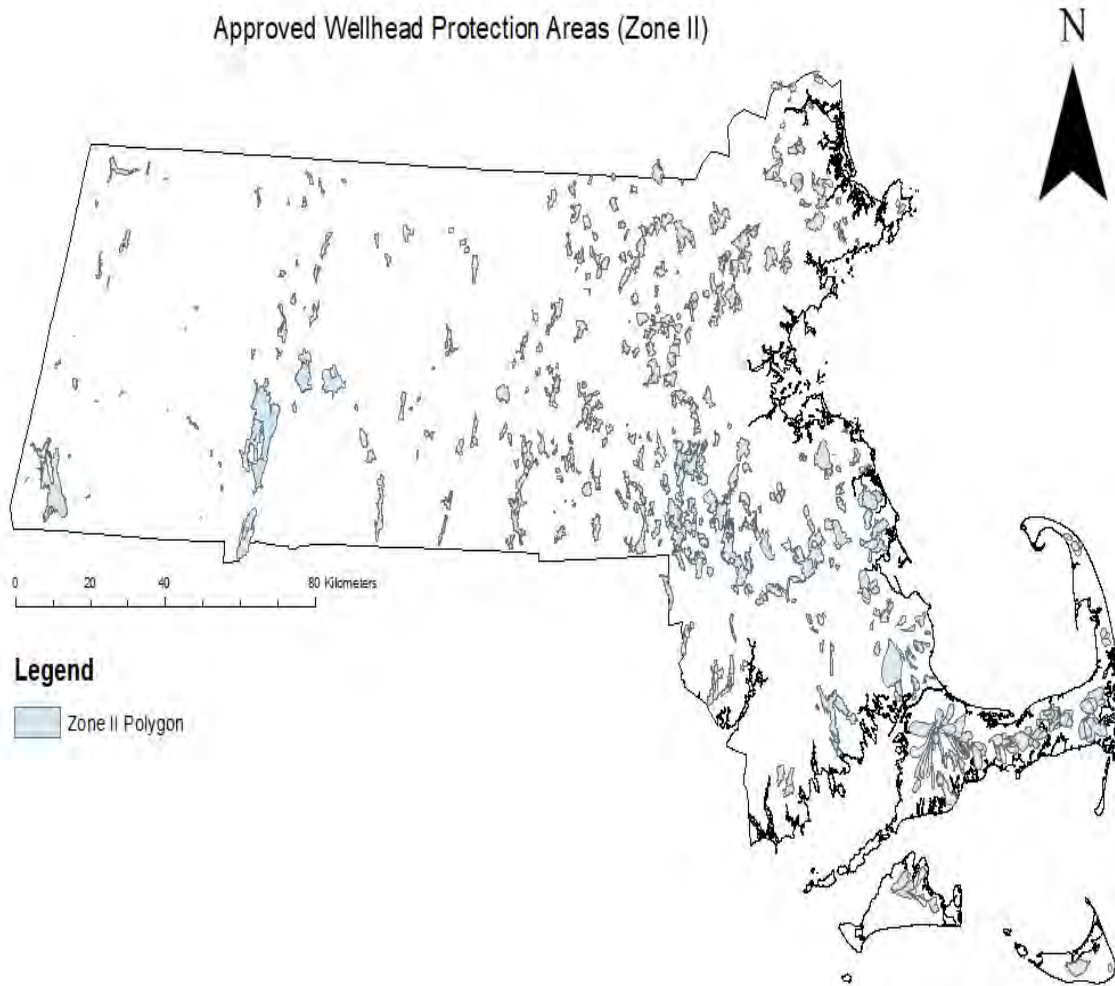 Approved Wellhead Protection Areas (Zone II)
N
0 20 40 80 Kilometers
Legend
Zone II Polygon